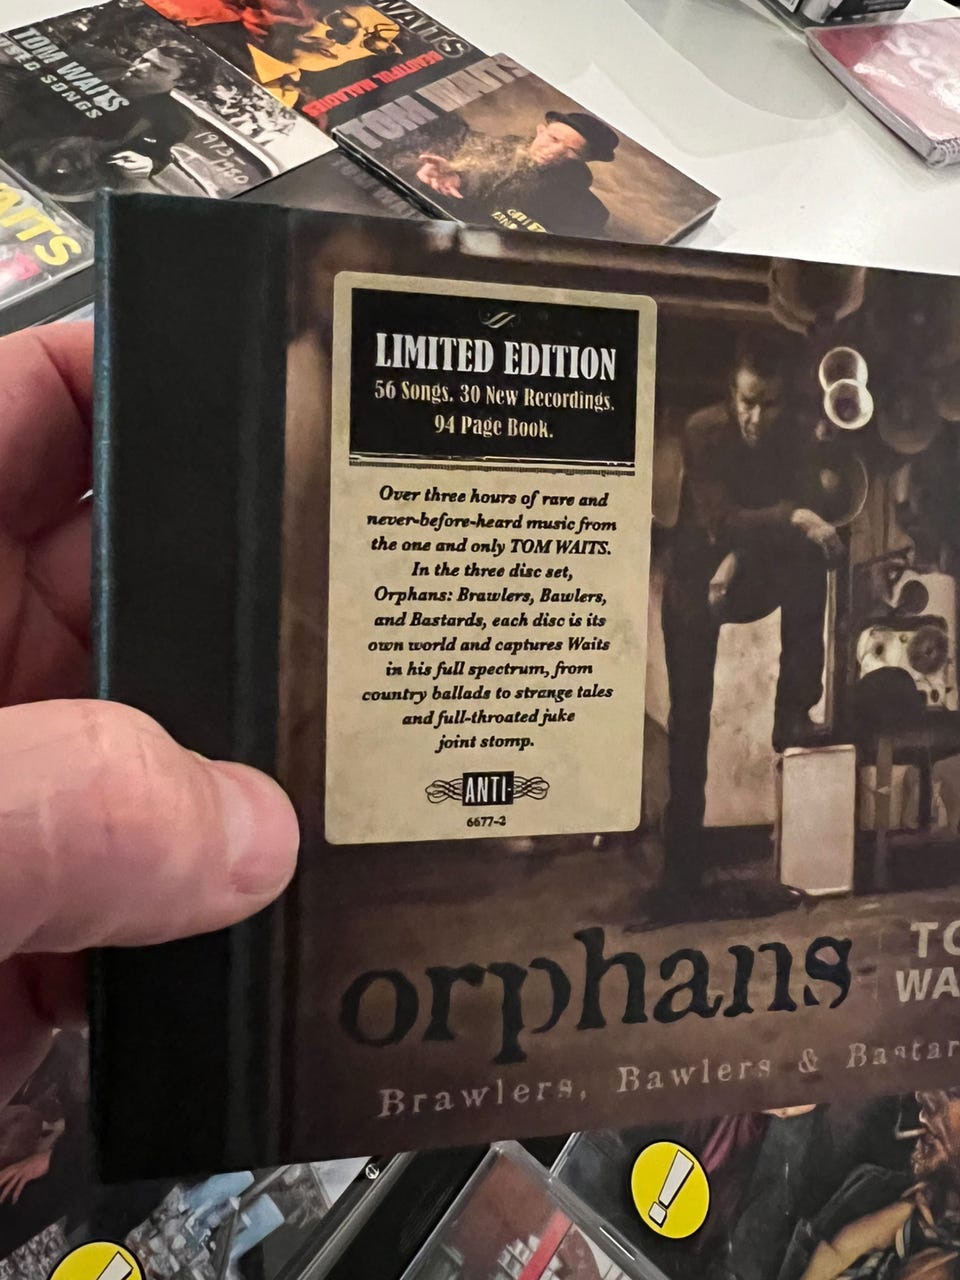 TOM WAITS
USED SONGS
1973-1980
WAITS
BEAUTIFUL MALADIES
TOM WAITS
WAITS
LIMITED EDITION
56 Songs. 30 New Recordings.
94 Page Book.
Over three hours of rare and
never-before-heard music from
the one and only TOM WAITS.
In the three disc set,
Orphans: Brawlers, Bawlers,
and Bastards, each disc is its
own world and captures Waits
in his full spectrum, from
country ballads to strange tales
and full-throated juke
joint stomp.
ANTI-
6677-2
orphans
TO
WA
Brawlers, Bawlers & Bastar